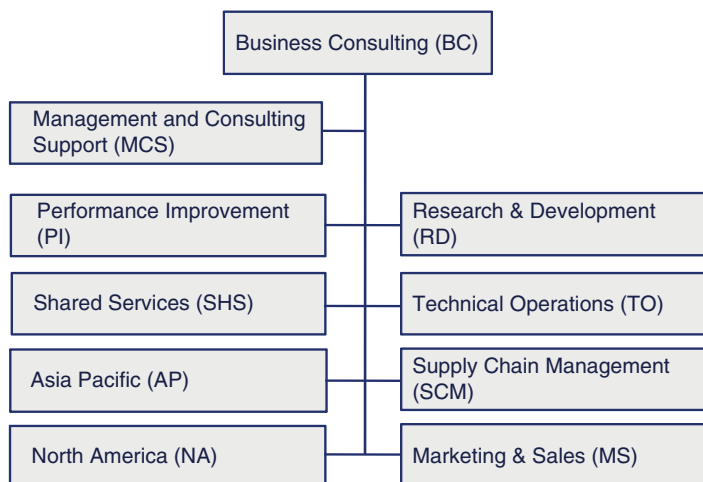 Business Consulting (BC)
Management and Consulting
Support (MCS)
Performance Improvement
(PI)
Research & Development
(RD)
Shared Services (SHS)
Technical Operations (TO)
Asia Pacific (AP)
Supply Chain Management
(SCM)
North America (NA)
Marketing & Sales (MS)